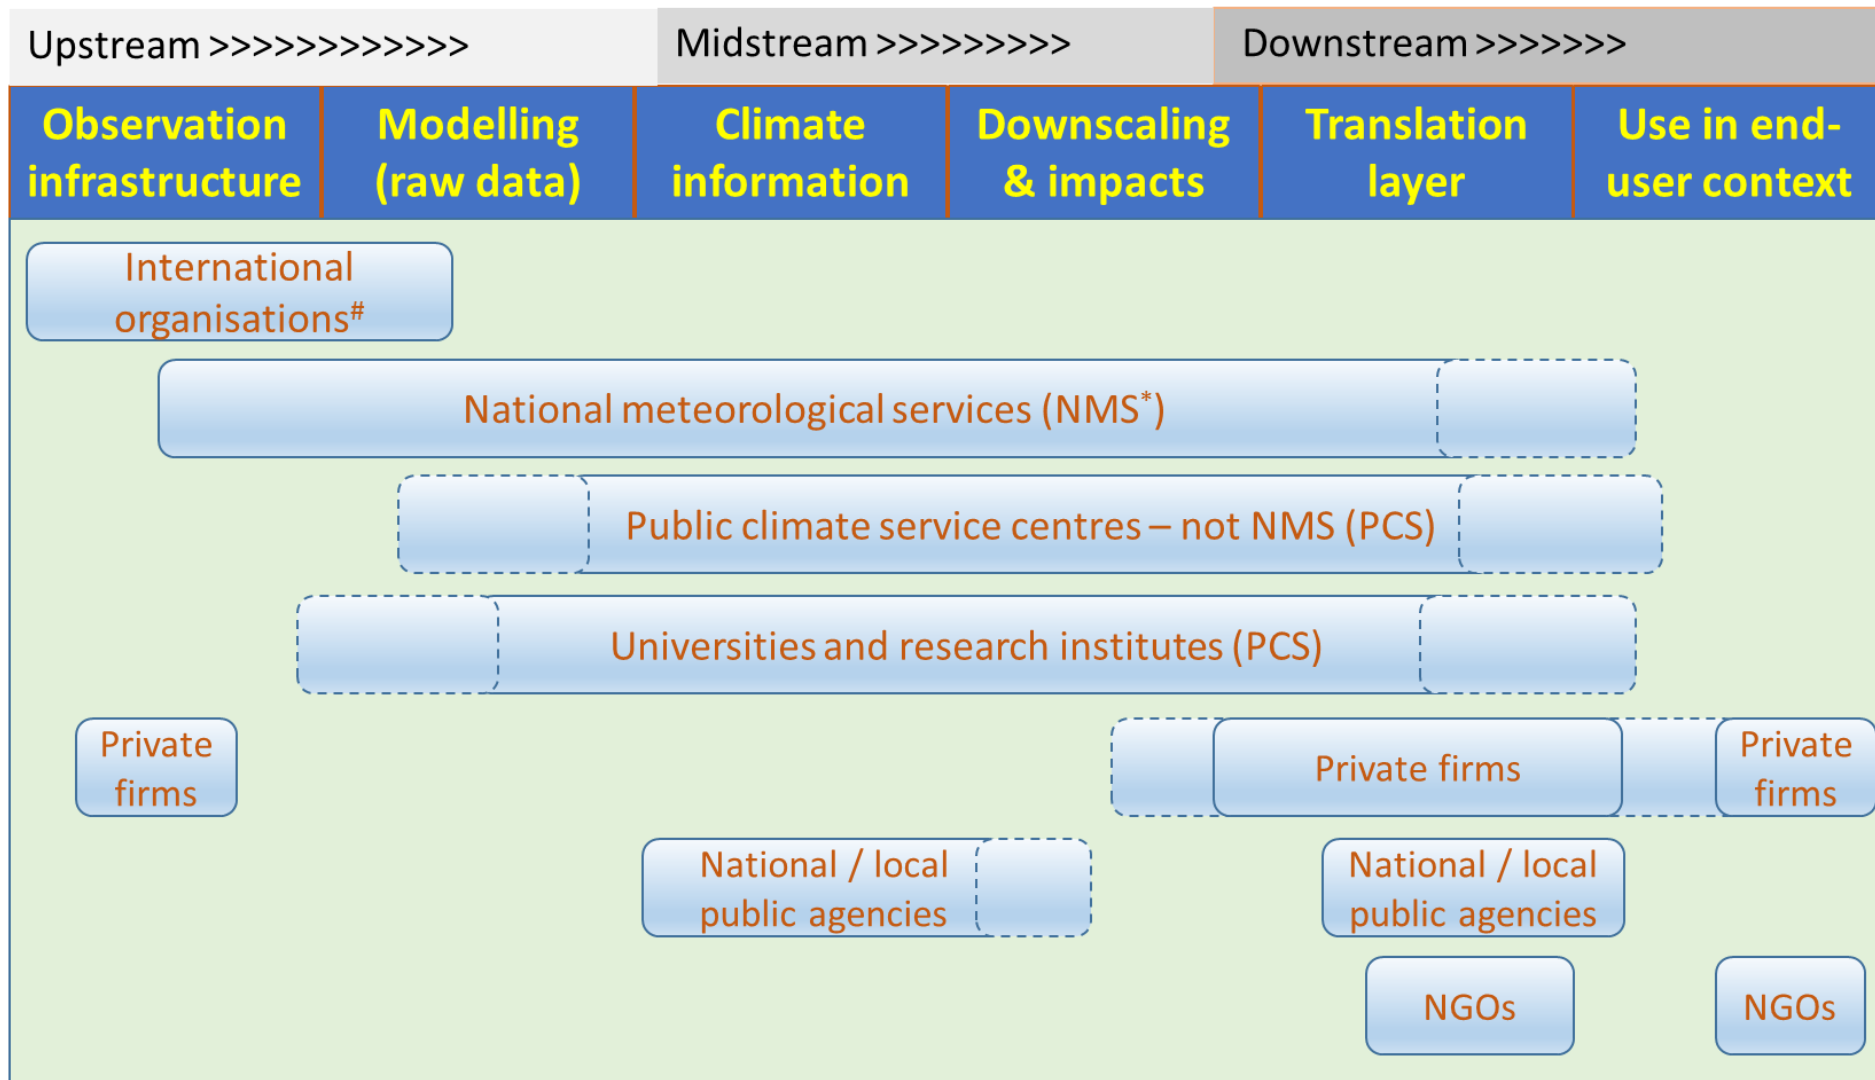 Upstream >>>>>>>>>>>> Midstream >>>>>>>>> Downstream >>>>>>>
Observation
infrastructure
Modelling
(raw data)
Climate
information
Downscaling
& impacts
Translation
layer
Use in end-
user context
International
organisations#
National meteorological services (NMS*)
Public climate service centres – not NMS (PCS)
Universities and research institutes (PCS)
Private
firms
Private firms
Private
firms
National / local
public agencies
National / local
public agencies
NGOs
NGOs